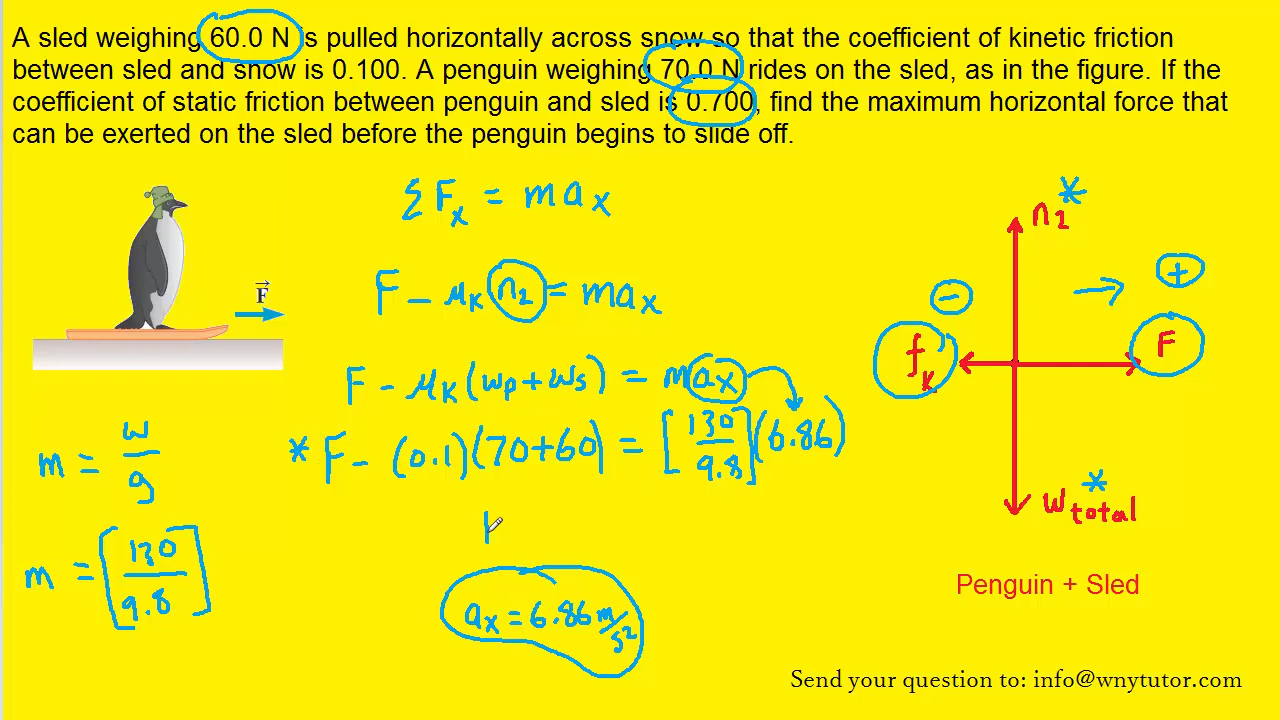 A sled weighing 60.0 N is pulled horizontally across snow so that the coefficient of kinetic friction
between sled and snow is 0.100. A penguin weighing 70.0 N rides on the sled, as in the figure. If the
coefficient of static friction between penguin and sled is 0.700, find the maximum horizontal force that
can be exerted on the sled before the penguin begins to slide off.
ΣFx = max
F - μk n2 = max
F - μk(wp + ws) = max
* F - (0.1)(70+60) = [130/9.8](6.86)
F
ax = 6.86 m/s²
m = w/g
m = [130/9.8]
n2 *
+
-
fk
F
*
Wtotal
Penguin + Sled
Send your question to: info@wnytutor.com